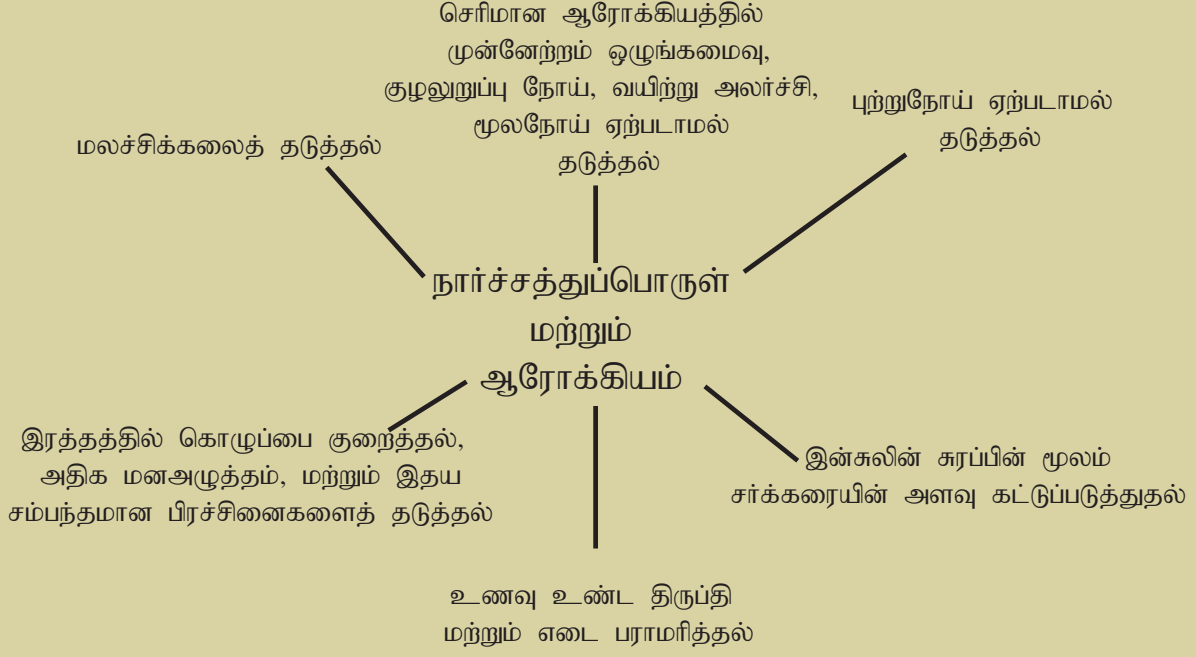 செரிமான ஆரோக்கியத்தில்
முன்னேற்றம் ஒழுங்கமைவு,
குழலுறுப்பு நோய், வயிற்று அலர்ச்சி,
மூலநோய் ஏற்படாமல்
தடுத்தல்
புற்றுநோய் ஏற்படாமல்
தடுத்தல்
மலச்சிக்கலைத் தடுத்தல்
நார்ச்சத்துப்பொருள்
மற்றும்
ஆரோக்கியம்
இரத்தத்தில் கொழுப்பை குறைத்தல்,
அதிக மனஅழுத்தம், மற்றும் இதய
சம்பந்தமான பிரச்சினைகளைத் தடுத்தல்
இன்சுலின் சுரப்பின் மூலம்
சர்க்கரையின் அளவு கட்டுப்படுத்துதல்
உணவு உண்ட திருப்தி
மற்றும் எடை பராமரித்தல்